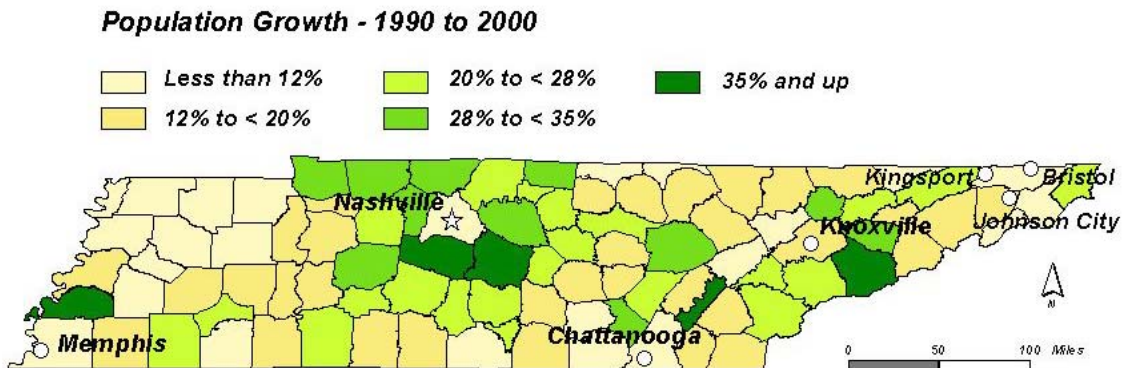 Population Growth - 1990 to 2000
Less than 12% 20% to < 28% 35% and up
12% to < 20% 28% to < 35%
Kingsport Bristol
Nashville
Knoxville Johnson City
N
Memphis Chattanooga
0 50 100 Miles